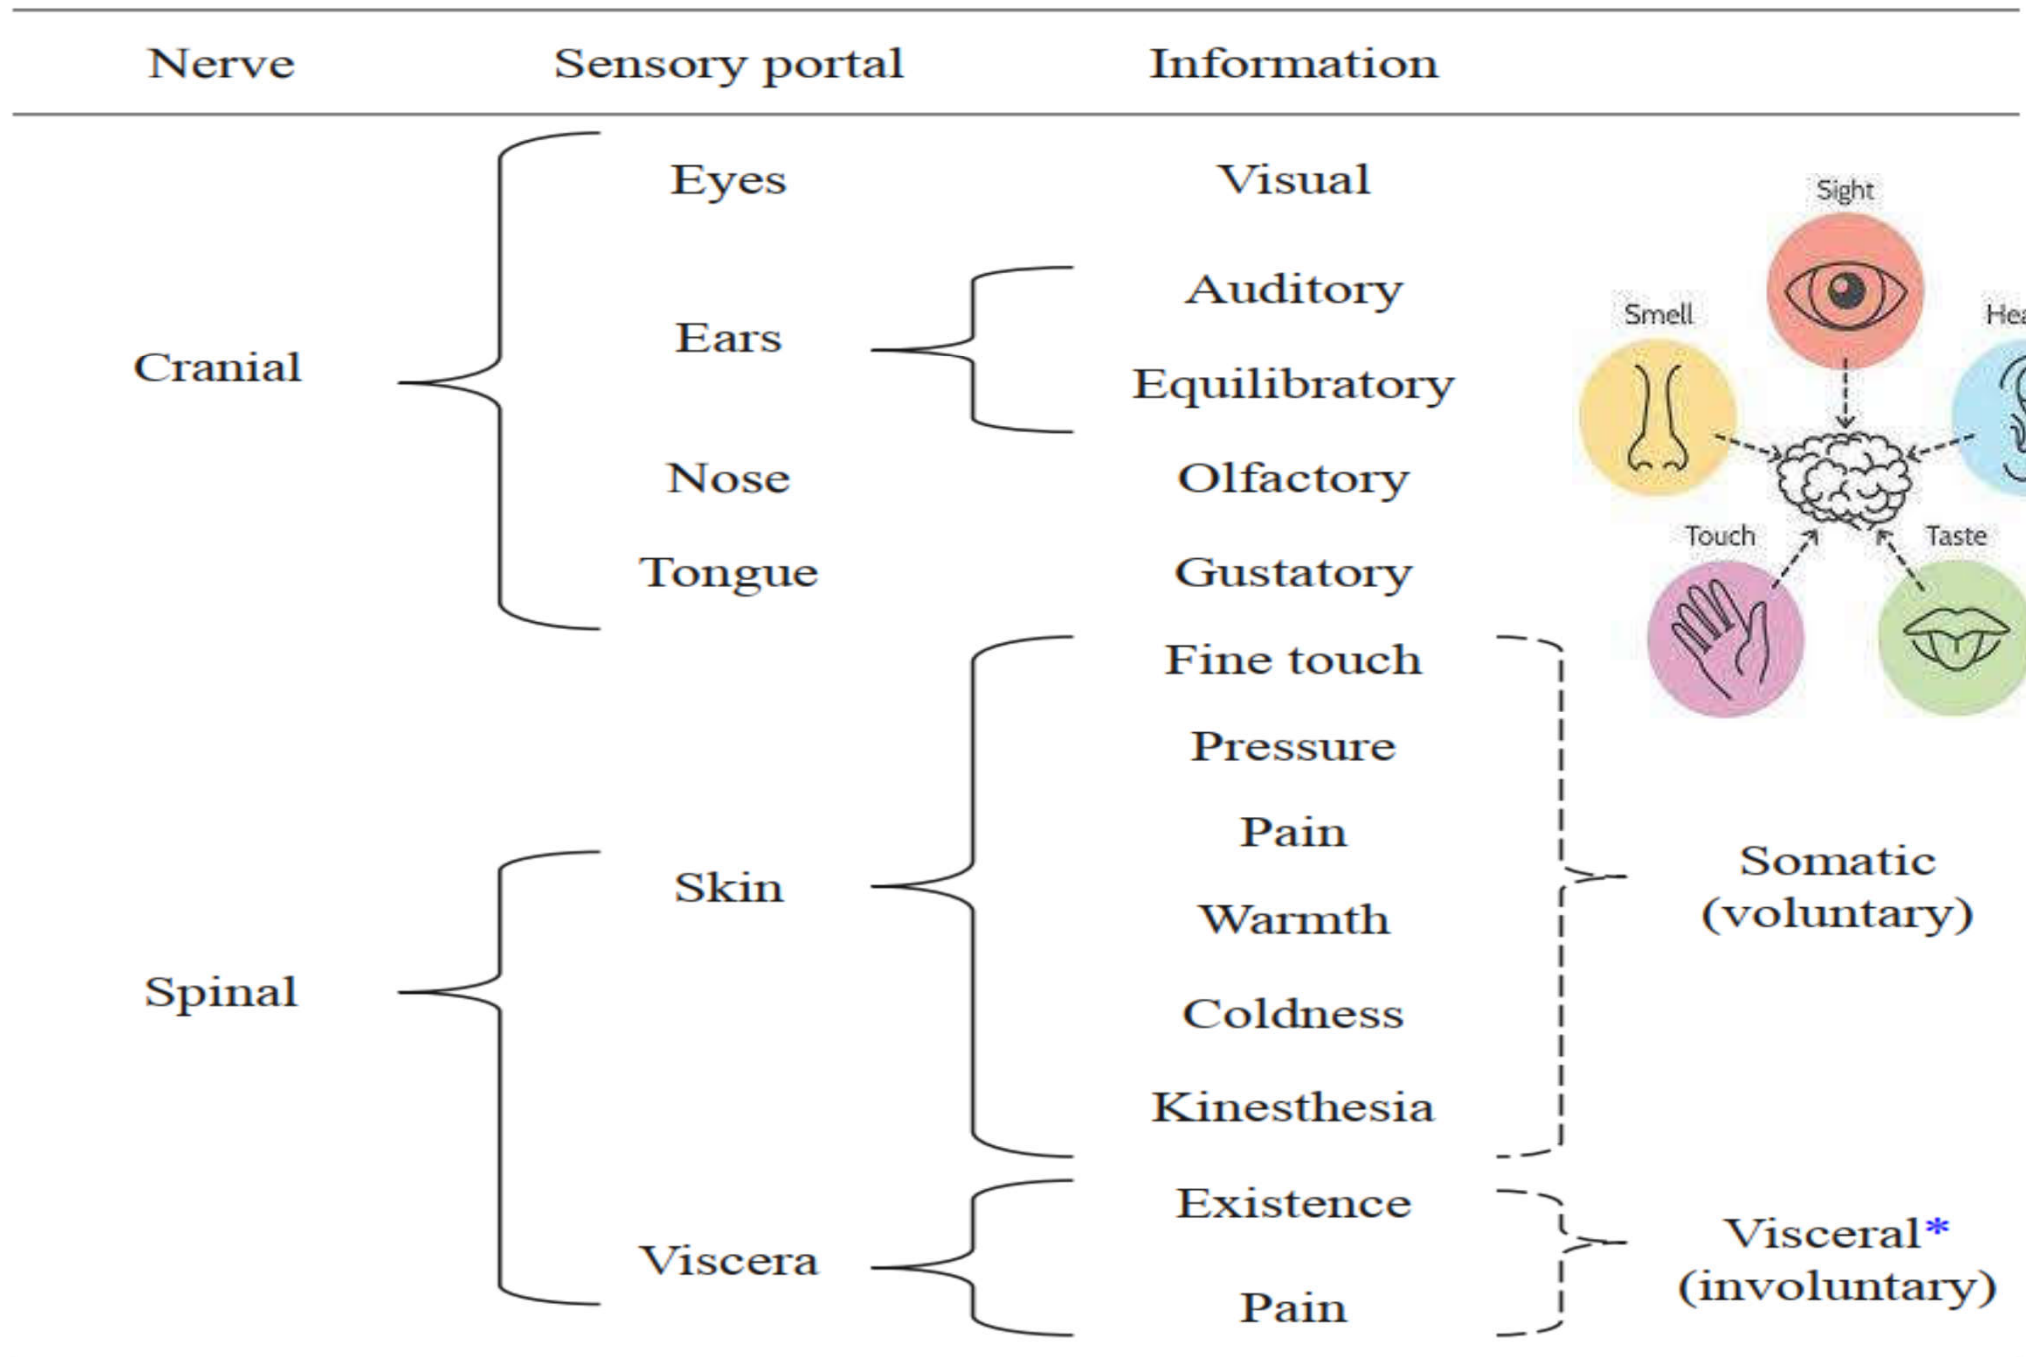 Nerve Sensory portal Information
Eyes Visual
Sight
Auditory
Smell Hea
Ears
Cranial
Equilibratory
Nose Olfactory
Touch Taste
Tongue Gustatory
Fine touch
Pressure
Pain
Somatic
(voluntary)
Skin
Warmth
Spinal
Coldness
Kinesthesia
Existence
Visceral*
(involuntary)
Viscera
Pain